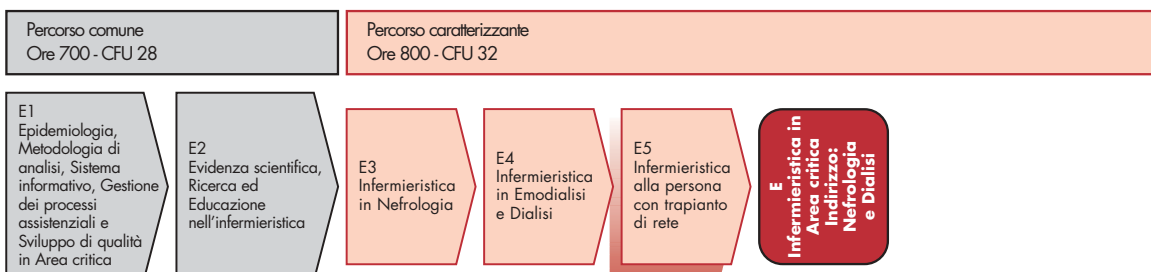 Percorso comune
Ore 700 - CFU 28
Percorso caratterizzante
Ore 800 - CFU 32
E1
Epidemiologia,
Metodologia di
analisi, Sistema
informativo, Gestione
dei processi
assistenziali e
Sviluppo di qualità
in Area critica
E2
Evidenza scientifica,
Ricerca ed
Educazione
nell'infermieristica
E3
Infermieristica
in Nefrologia
E4
Infermieristica
in Emodialisi
e Dialisi
E5
Infermieristica
alla persona
con trapianto
di rete
E
Infermieristica in
Area critica
Indirizzo:
Nefrologia
e Dialisi